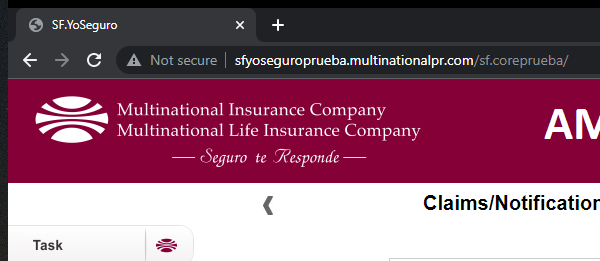 SF.YoSeguro
Not secure | sfyoseguroprueba.multinationalpr.com/sf.coreprueba/
Multinational Insurance Company
Multinational Life Insurance Company
Seguro te Responde
AM
Claims/Notification
Task